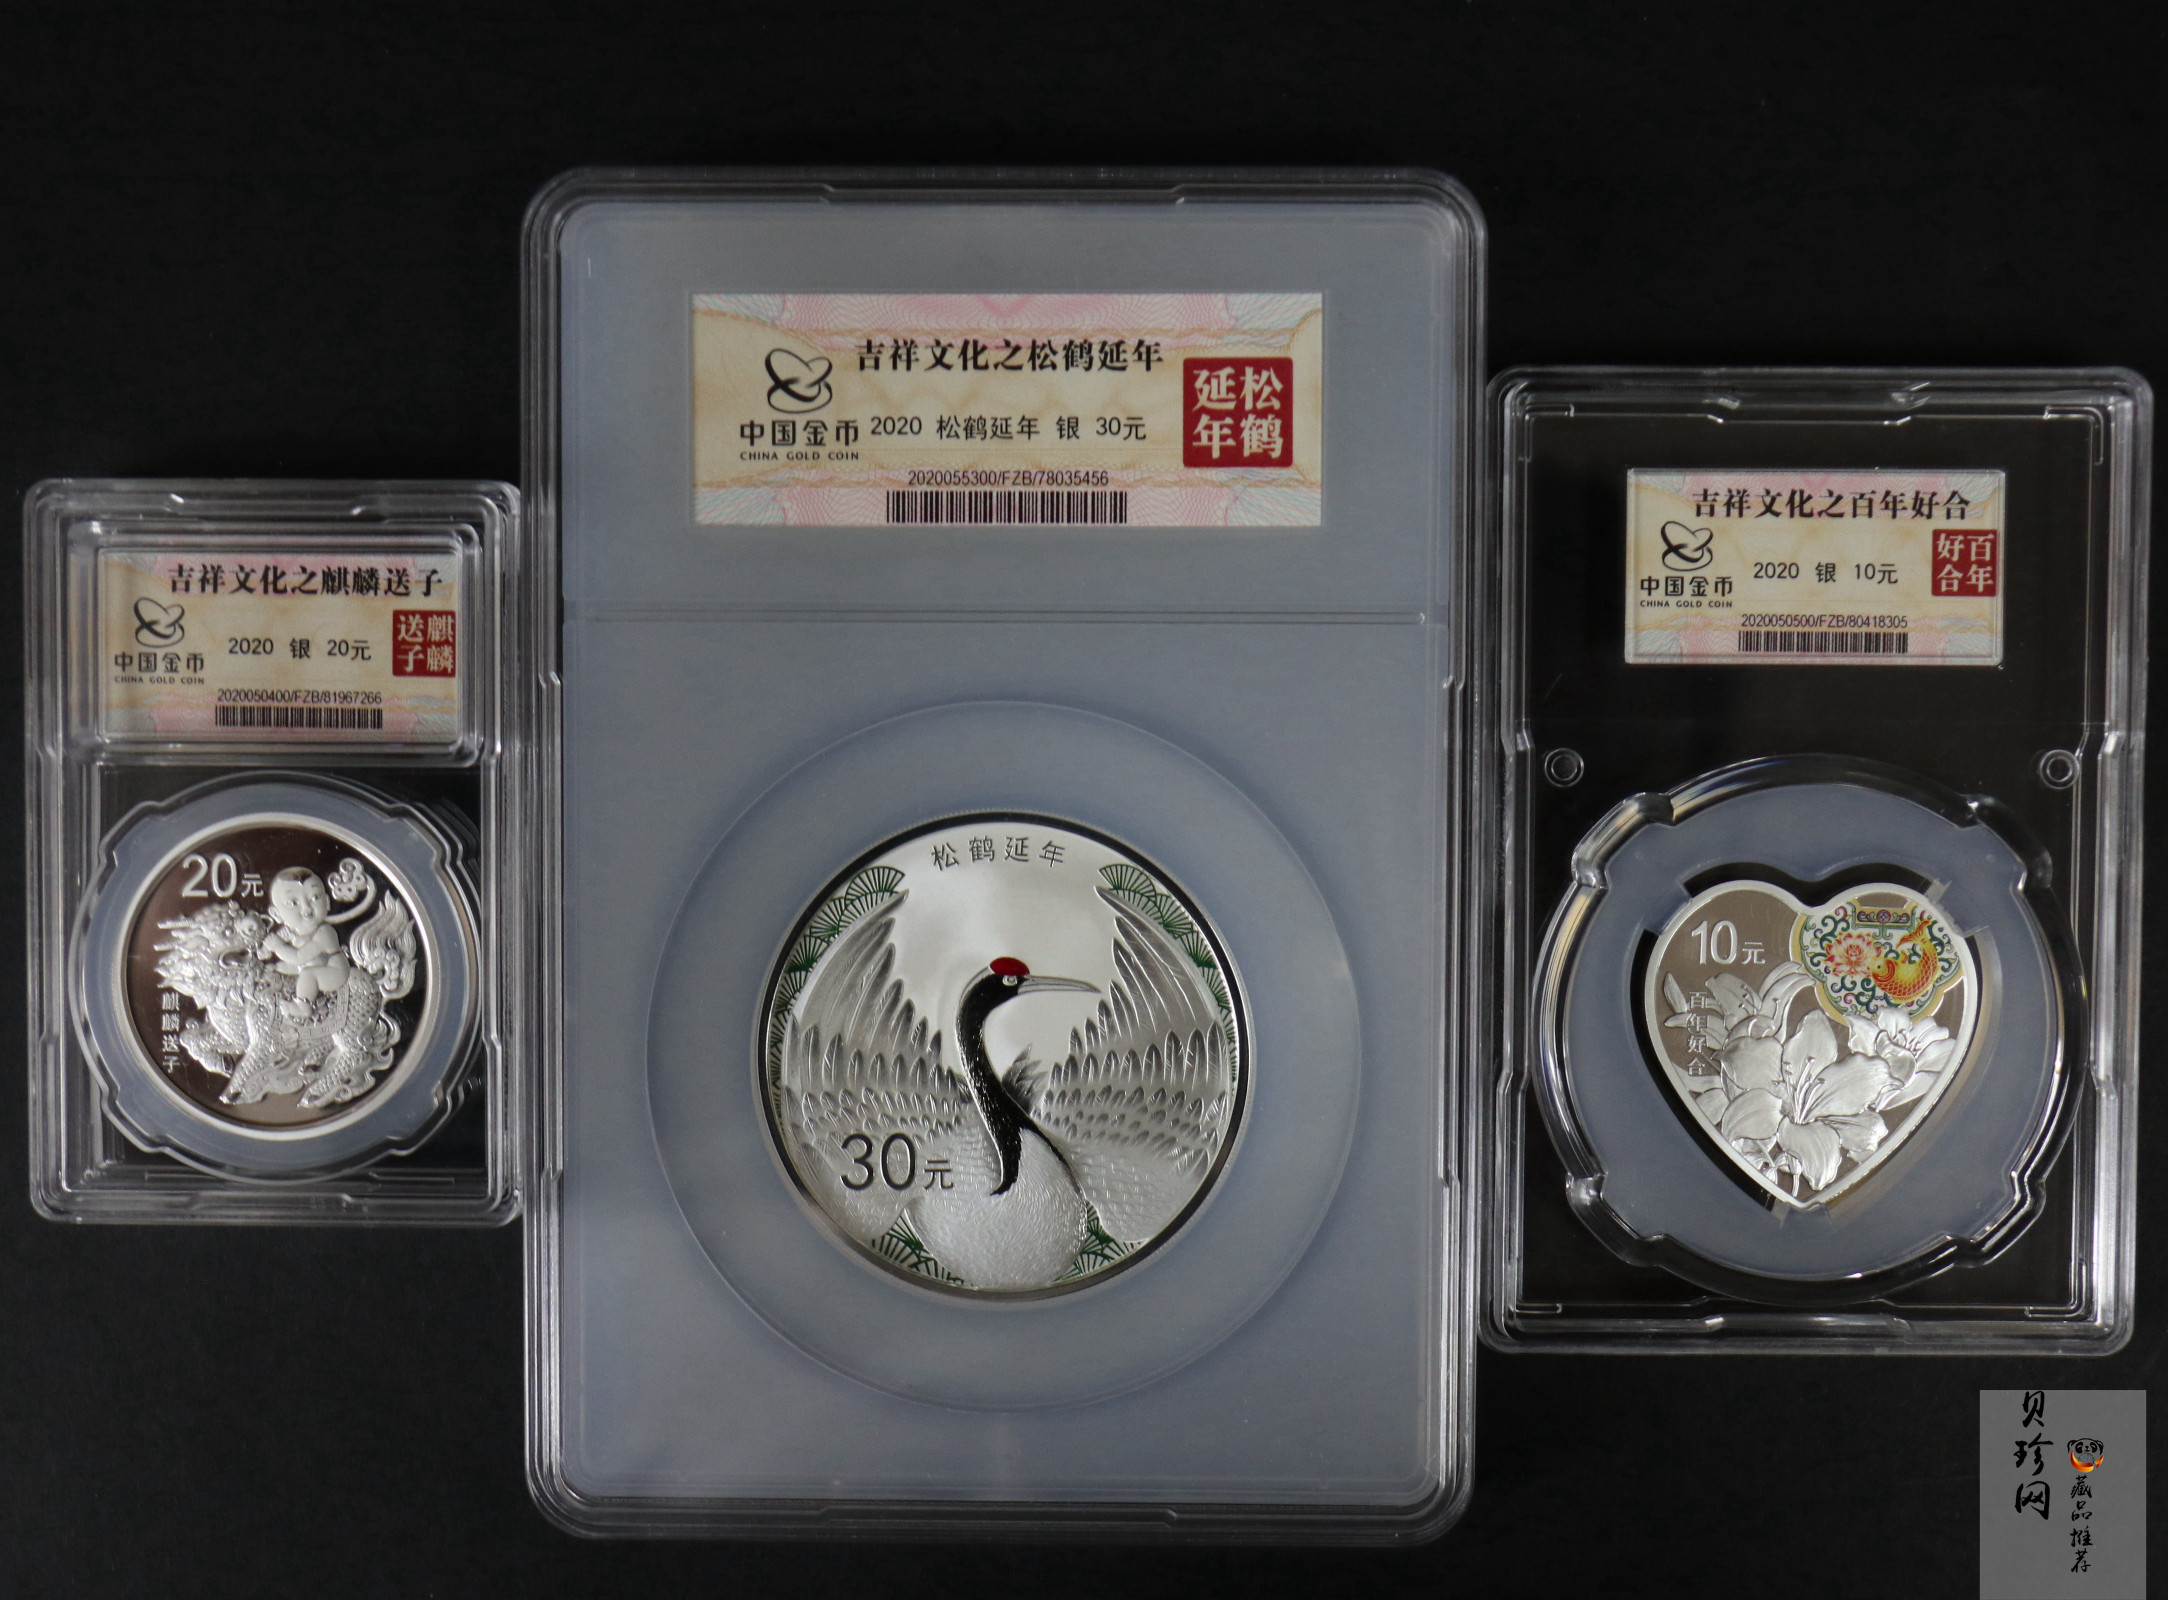 吉祥文化之麒麟送子
中国金币
CHINA GOLD COIN
2020 银 20元
麒麟
送子
2020050400/FZB/81967266
20元
麒麟送子
吉祥文化之松鹤延年
中国金币
CHINA GOLD COIN
2020 松鹤延年 银 30元
松鹤
延年
2020055300/FZB/78035456
松鹤延年
30元
吉祥文化之百年好合
中国金币
CHINA GOLD COIN
2020 银 10元
百年
好合
2020050500/FZB/80418305
10元
百年好合
贝珍网
藏品推荐